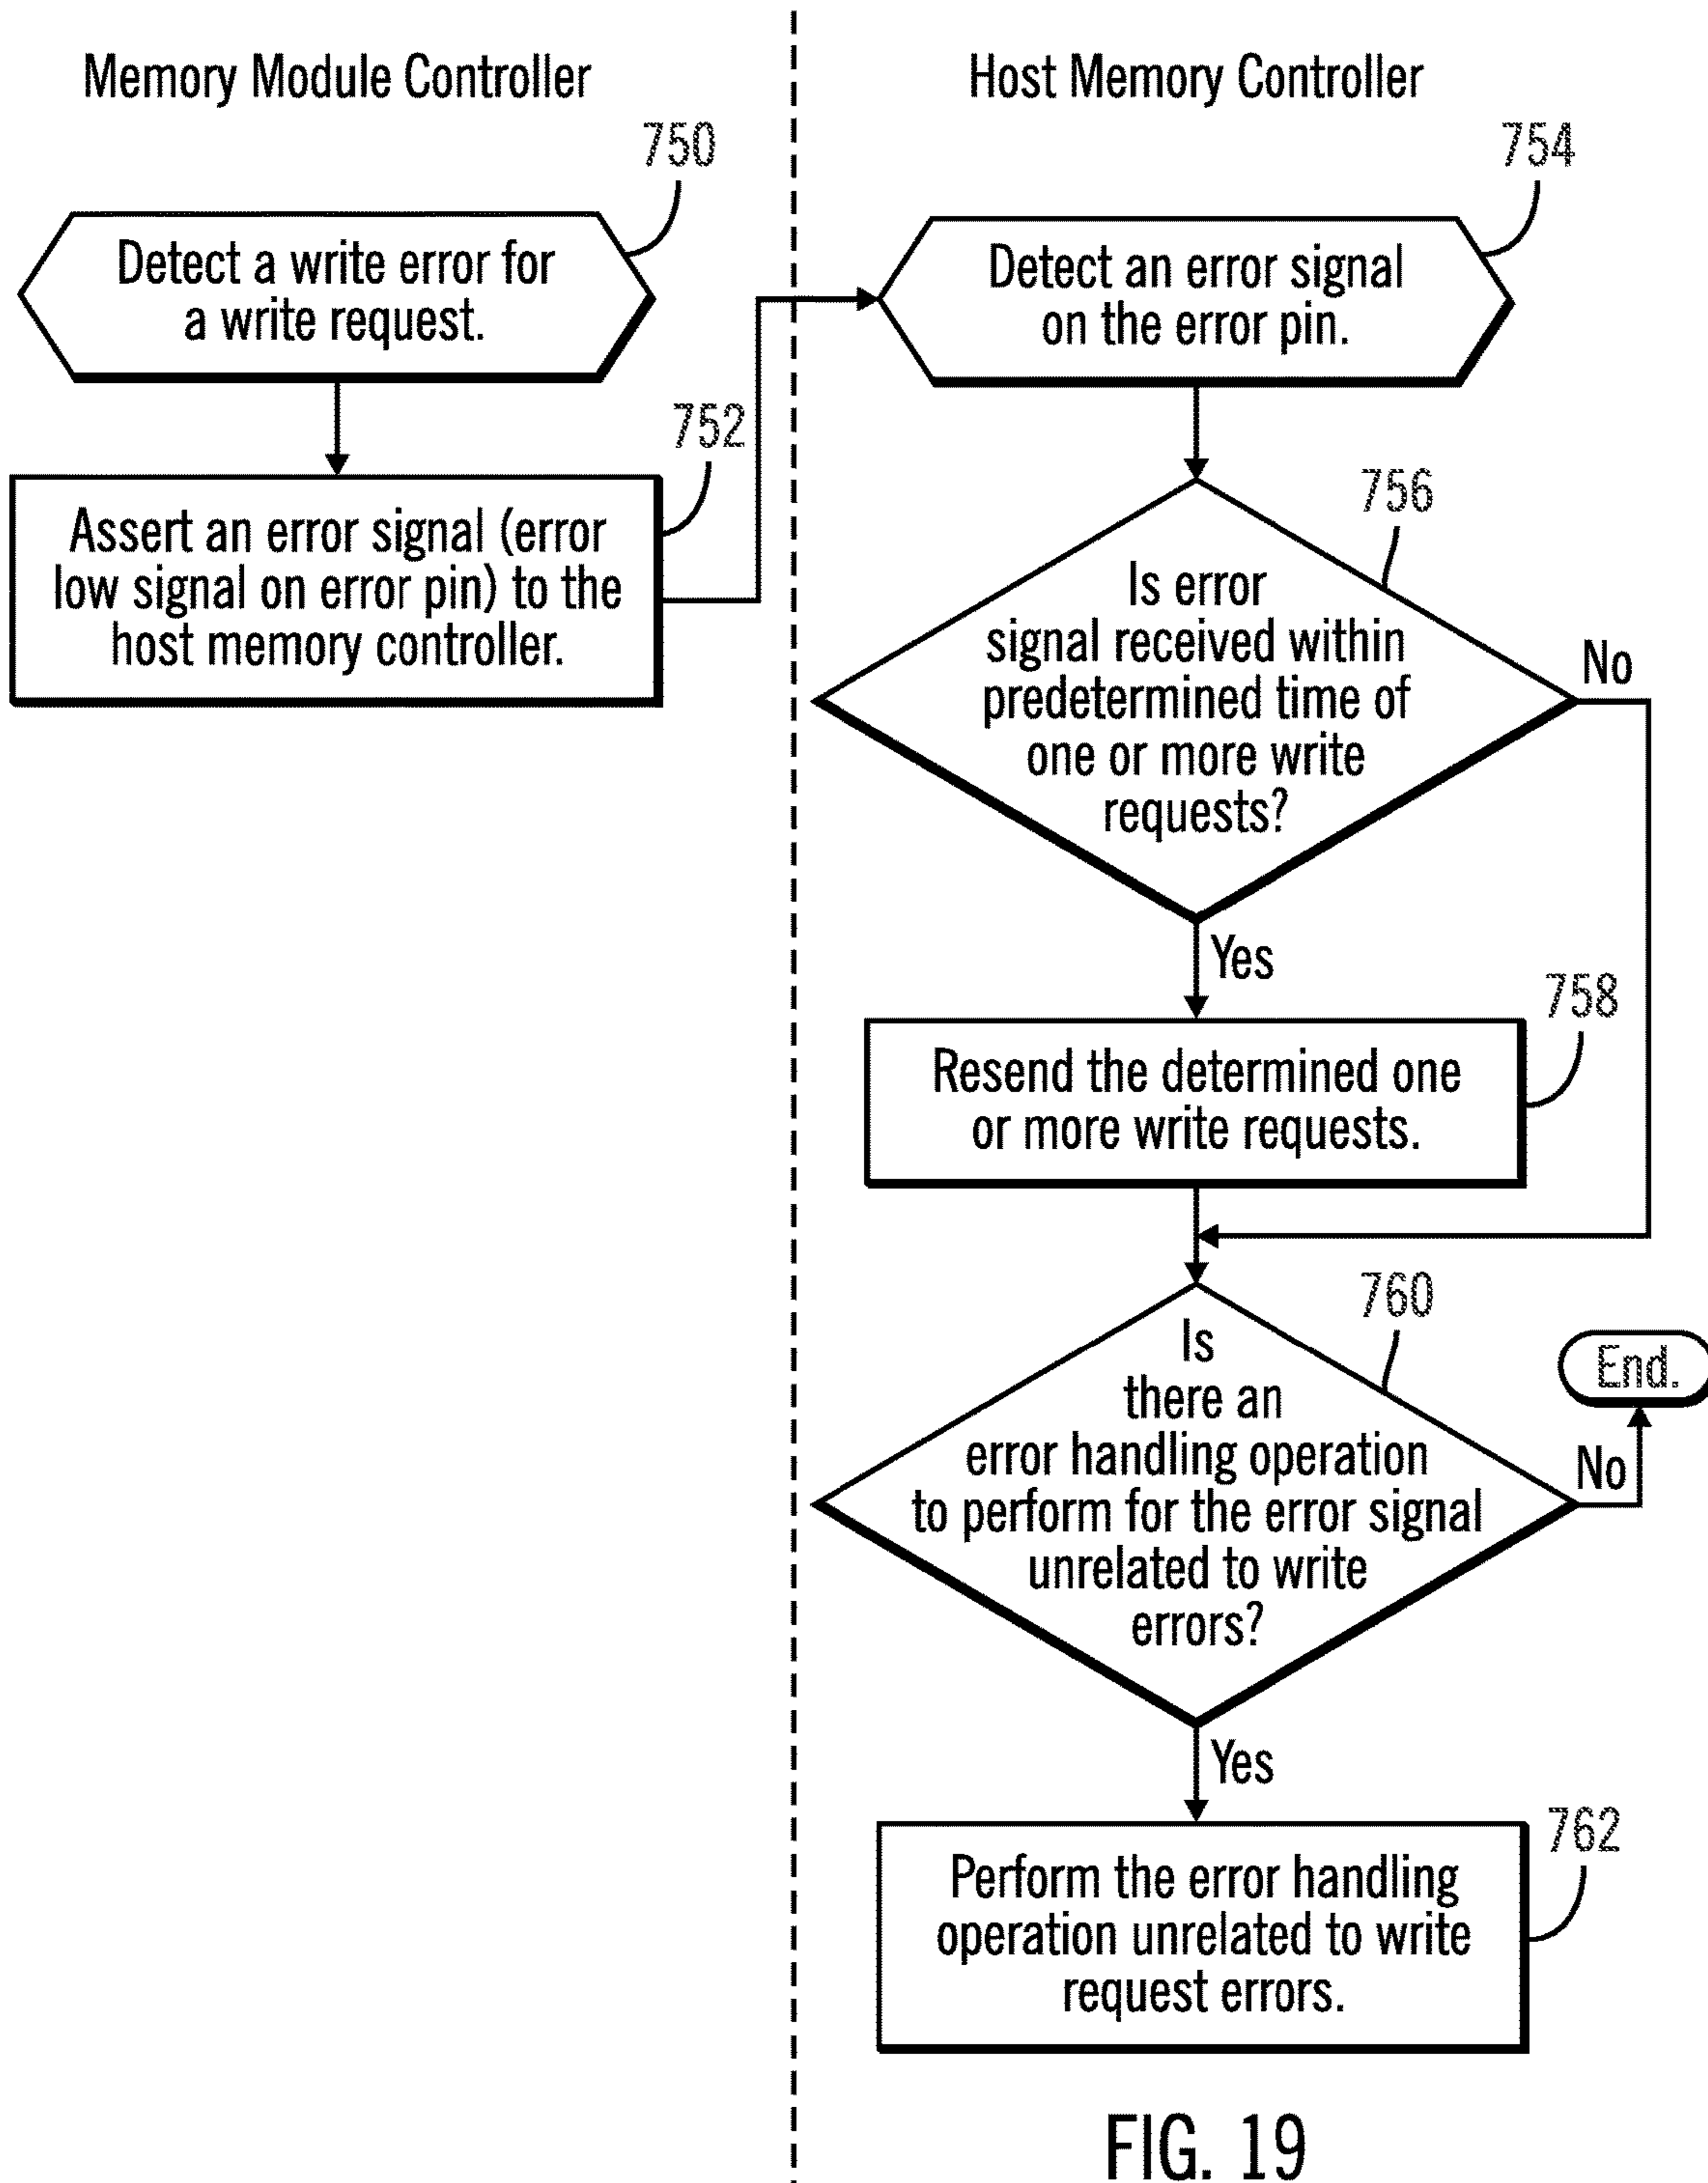 Memory Module Controller
750
Detect a write error for
a write request.
752
Assert an error signal (error
low signal on error pin) to the
host memory controller.
Host Memory Controller
754
Detect an error signal
on the error pin.
756
Is error
signal received within
predetermined time of
one or more write
requests?
No
Yes
758
Resend the determined one
or more write requests.
760
Is
there an
error handling operation
to perform for the error signal
unrelated to write
errors?
End.
No
Yes
762
Perform the error handling
operation unrelated to write
request errors.
FIG. 19